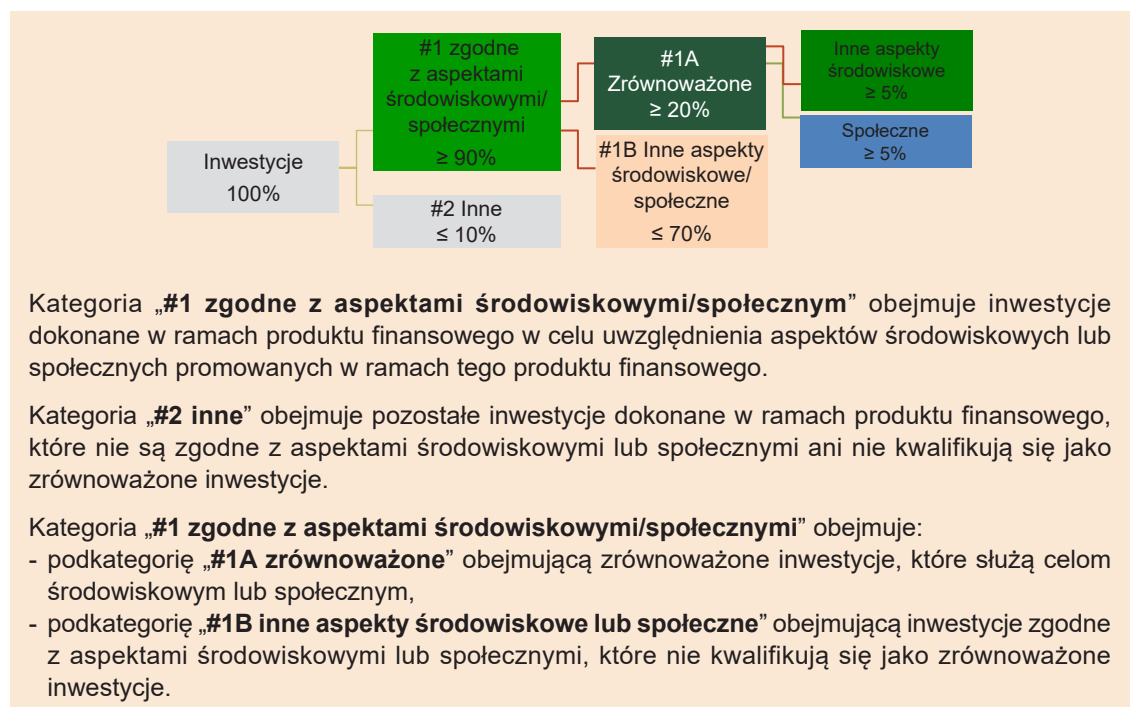 Inwestycje
100%
#1 zgodne
z aspektami
środowiskowymi/
społecznymi
≥ 90%
#2 Inne
≤ 10%
#1A
Zrównoważone
≥ 20%
#1B Inne aspekty
środowiskowe/
społeczne
≤ 70%
Inne aspekty
środowiskowe
≥ 5%
Społeczne
≥ 5%
Kategoria „#1 zgodne z aspektami środowiskowymi/społecznym” obejmuje inwestycje
dokonane w ramach produktu finansowego w celu uwzględnienia aspektów środowiskowych lub
społecznych promowanych w ramach tego produktu finansowego.
Kategoria „#2 inne” obejmuje pozostałe inwestycje dokonane w ramach produktu finansowego,
które nie są zgodne z aspektami środowiskowymi lub społecznymi ani nie kwalifikują się jako
zrównoważone inwestycje.
Kategoria „#1 zgodne z aspektami środowiskowymi/społecznymi” obejmuje:
- podkategorię „#1A zrównoważone” obejmującą zrównoważone inwestycje, które służą celom
środowiskowym lub społecznym,
- podkategorię „#1B inne aspekty środowiskowe lub społeczne” obejmującą inwestycje zgodne
z aspektami środowiskowymi lub społecznymi, które nie kwalifikują się jako zrównoważone
inwestycje.